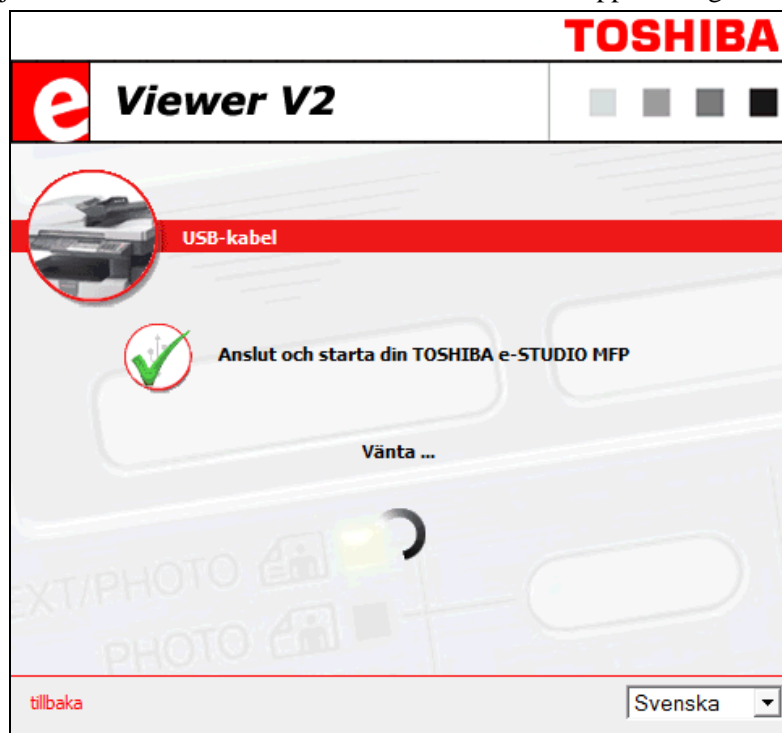 TOSHIBA
e Viewer V2
USB-kabel
Anslut och starta din TOSHIBA e-STUDIO MFP
Vänta ...
EXT/PHOTO
PHOTO
tillbaka
Svenska